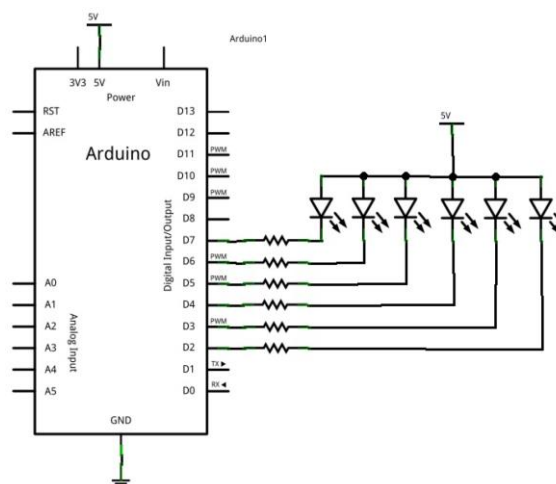 5V
Arduino1
3V3 5V Vin
Power
RST
AREF
Arduino
D13
D12
PWM D11
PWM D10
PWM D9
D8
D7
PWM D6
PWM D5
D4
PWM D3
D2
TX D1
RX D0
Digital Input/Output
A0
A1
A2
A3
A4
A5
Analog Input
GND
5V